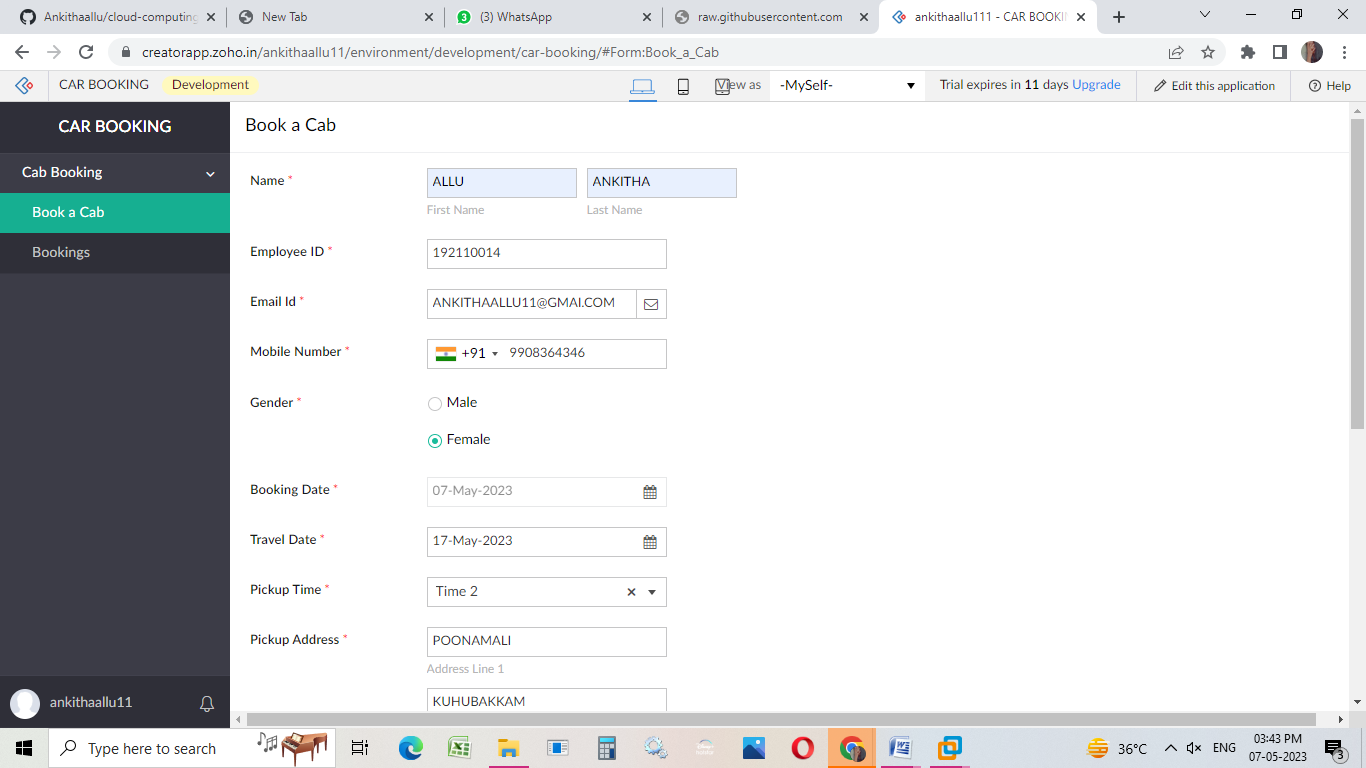 Ankithaallu/cloud-computing
New Tab
(3) WhatsApp
raw.githubusercontent.com
ankithaallu111 - CAR BOOKI
creatorapp.zoho.in/ankithaallu11/environment/development/car-booking/#Form:Book_a_Cab
CAR BOOKING
Development
View as
-MySelf-
Trial expires in 11 days Upgrade
Edit this application
Help
CAR BOOKING
Cab Booking
Book a Cab
Bookings
ankithaallu11
Book a Cab
Name *
ALLU
ANKITHA
First Name
Last Name
Employee ID *
192110014
Email Id *
ANKITHAALLU11@GMAI.COM
Mobile Number *
+91
9908364346
Gender *
Male
Female
Booking Date *
07-May-2023
Travel Date *
17-May-2023
Pickup Time *
Time 2
Pickup Address *
POONAMALI
Address Line 1
KUHUBAKKAM
Type here to search
36°C
ENG
03:43 PM
07-05-2023
3